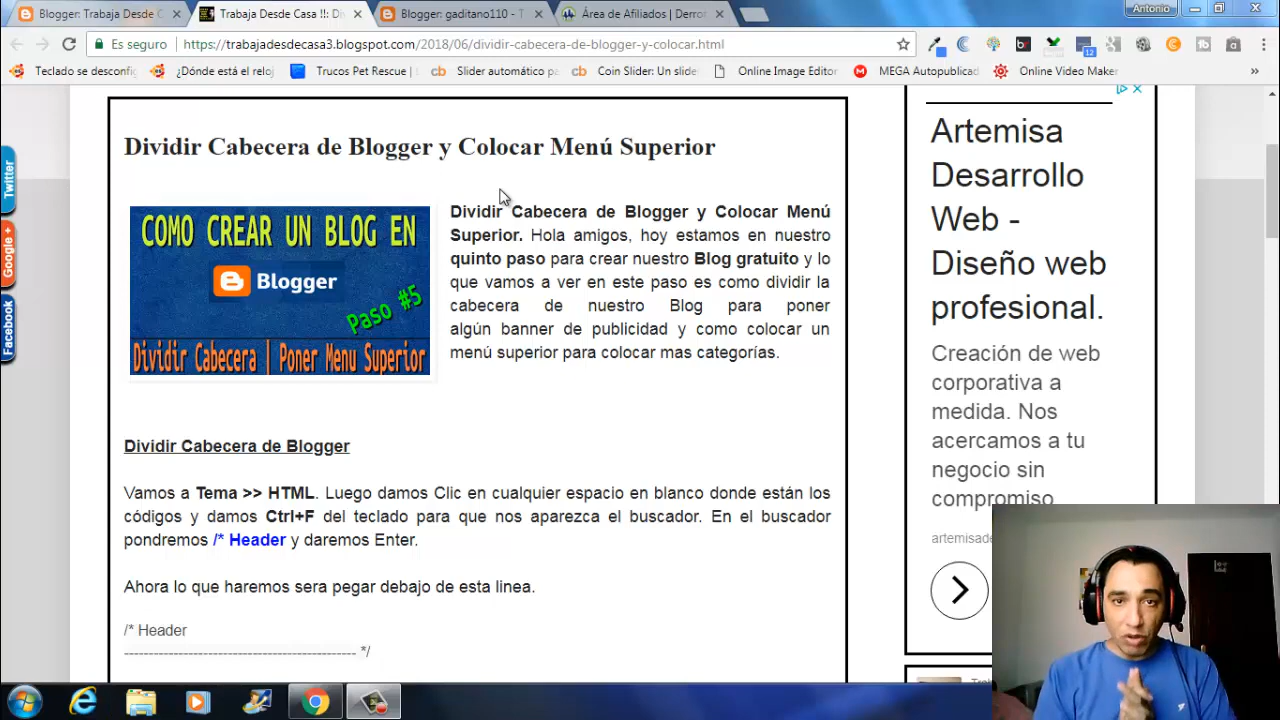 Blogger: Trabaja Desde C
Trabaja Desde Casa !!!: Di
Blogger: gaditano110 - T
Área de Afiliados | Derror
Antonio
Es seguro
https://trabajadesdecasa3.blogspot.com/2018/06/dividir-cabecera-de-blogger-y-colocar.html
12
Teclado se desconfig
¿Dónde está el reloj
Trucos Pet Rescue |
Slider automático pa
Coin Slider: Un slide
Online Image Editor
MEGA Autopublicad
Online Video Maker
»
Twitter
Google +
Facebook
Dividir Cabecera de Blogger y Colocar Menú Superior
COMO CREAR UN BLOG EN
Blogger
Paso #5
Dividir Cabecera | Poner Menu Superior
Dividir Cabecera de Blogger y Colocar Menú
Superior. Hola amigos, hoy estamos en nuestro
quinto paso para crear nuestro Blog gratuito y lo
que vamos a ver en este paso es como dividir la
cabecera de nuestro Blog para poner
algún banner de publicidad y como colocar un
menú superior para colocar mas categorías.
Dividir Cabecera de Blogger
Vamos a Tema >> HTML. Luego damos Clic en cualquier espacio en blanco donde están los
códigos y damos Ctrl+F del teclado para que nos aparezca el buscador. En el buscador
pondremos /* Header y daremos Enter.
Ahora lo que haremos sera pegar debajo de esta linea.
/* Header
----------------------------------------------- */
Artemisa
Desarrollo
Web -
Diseño web
profesional.
Creación de web
corporativa a
medida. Nos
acercamos a tu
negocio sin
compromiso
artemisade